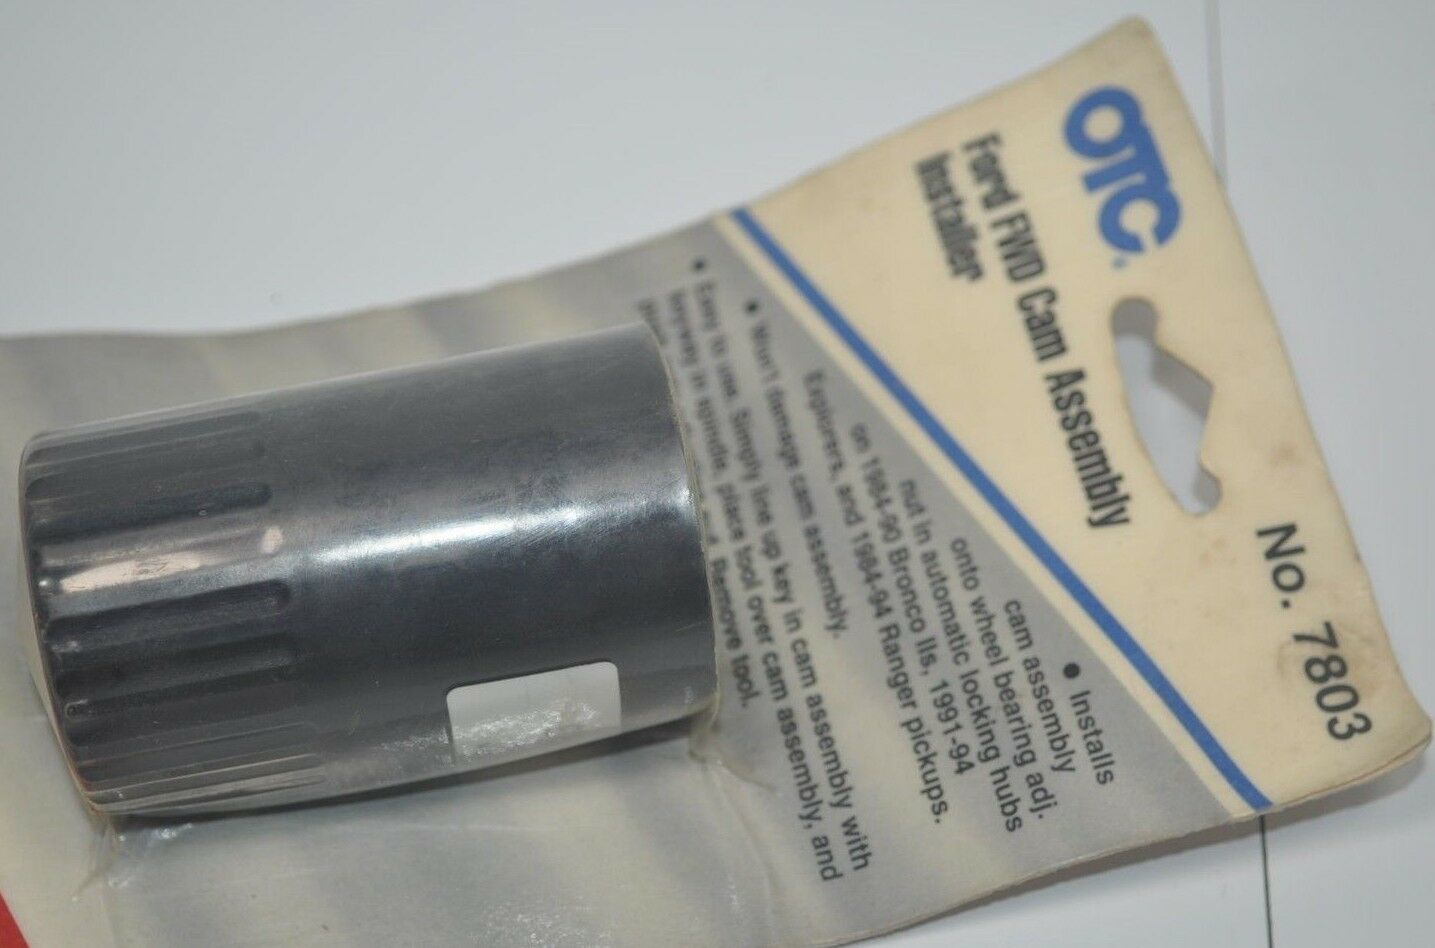 OTC®
Ford FWD Cam Assembly
Installer
No. 7803
• Installs
cam assembly
onto wheel bearing adj.
nut in automatic locking hubs
on 1984-90 Bronco IIs, 1991-94
Explorers, and 1984-94 Ranger pickups.
• Won't damage cam assembly.
• Easy to use. Simply line up key in cam assembly with
keyway in spindle, place tool over cam assembly, and
Remove tool.